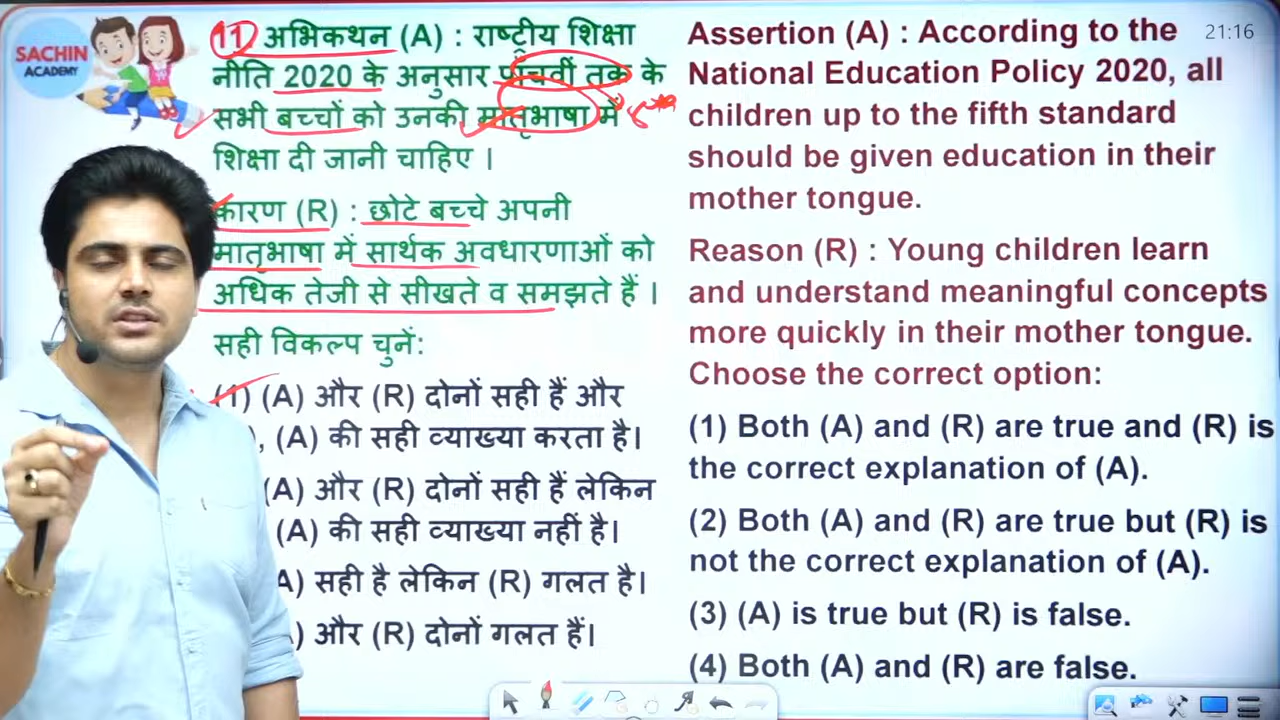 SACHIN
ACADEMY
11) अभिकथन (A) : राष्ट्रीय शिक्षा
नीति 2020 के अनुसार पाँचवीं तक के
सभी बच्चों को उनकी मातृभाषा में
शिक्षा दी जानी चाहिए ।
कारण (R) : छोटे बच्चे अपनी
मातृभाषा में सार्थक अवधारणाओं को
अधिक तेजी से सीखते व समझते हैं ।
सही विकल्प चुनें:
(1) (A) और (R) दोनों सही हैं और
, (A) की सही व्याख्या करता है।
(A) और (R) दोनों सही हैं लेकिन
(A) की सही व्याख्या नहीं है।
A) सही है लेकिन (R) गलत है।
) और (R) दोनों गलत हैं।
Assertion (A) : According to the
National Education Policy 2020, all
children up to the fifth standard
should be given education in their
mother tongue.
Reason (R) : Young children learn
and understand meaningful concepts
more quickly in their mother tongue.
Choose the correct option:
(1) Both (A) and (R) are true and (R) is
the correct explanation of (A).
(2) Both (A) and (R) are true but (R) is
not the correct explanation of (A).
(3) (A) is true but (R) is false.
(4) Both (A) and (R) are false.
21:16